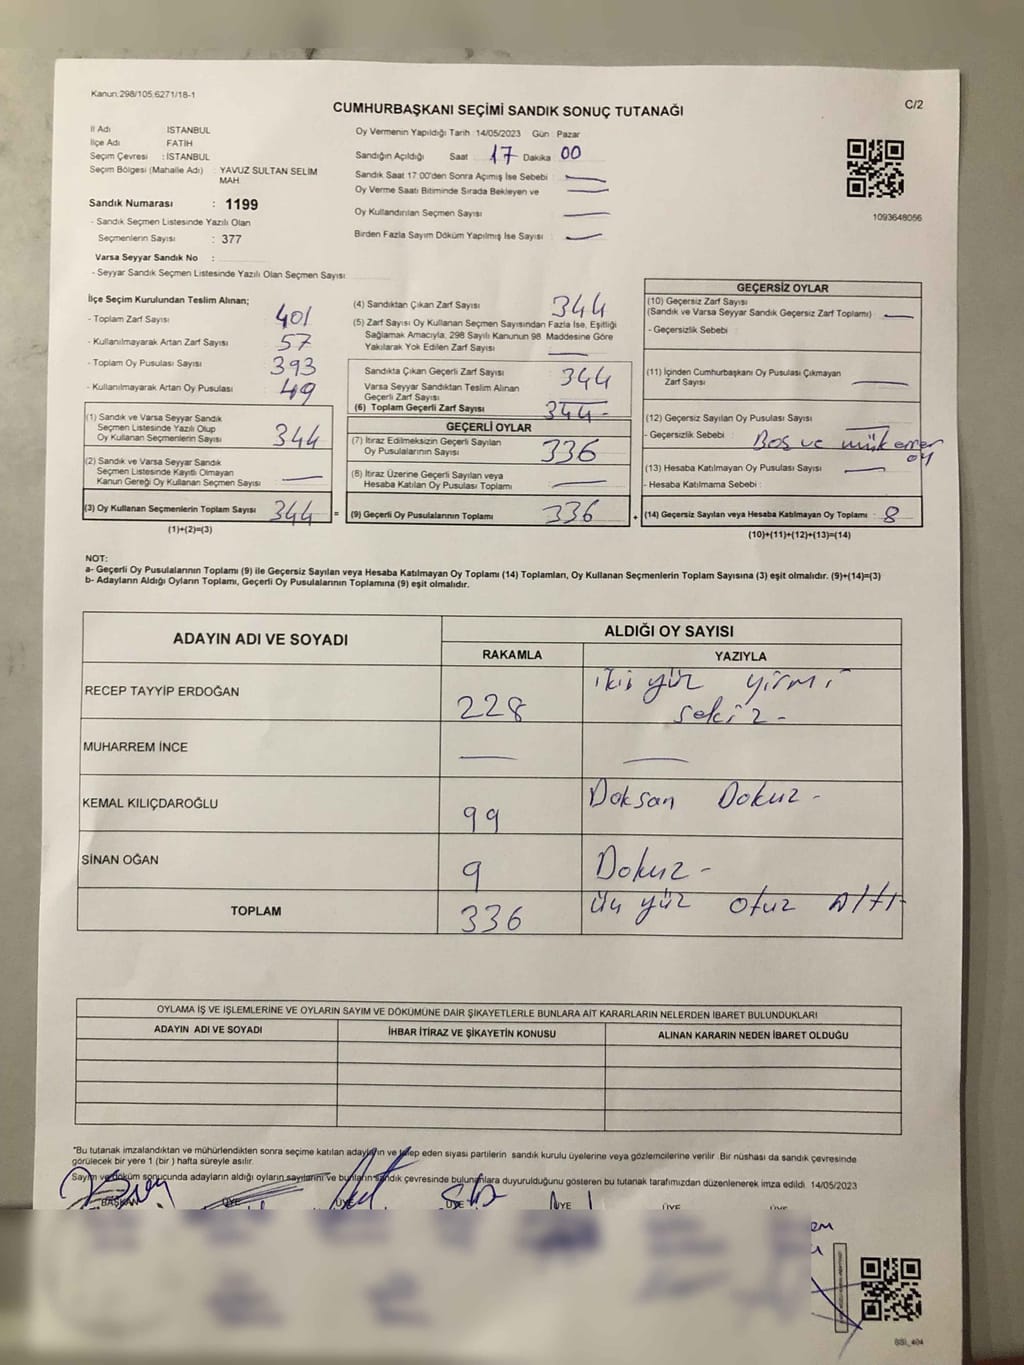 Kanun:298/105;6271/18-1
CUMHURBAŞKANI SEÇİMİ SANDIK SONUÇ TUTANAĞI
C/2
İl Adı İSTANBUL
İlçe Adı FATİH
Seçim Çevresi : İSTANBUL
Seçim Bölgesi (Mahalle Adı) : YAVUZ SULTAN SELİM MAH
Sandık Numarası : 1199
- Sandık Seçmen Listesinde Yazılı Olan
Seçmenlerin Sayısı : 377
Varsa Seyyar Sandık No :
- Seyyar Sandık Seçmen Listesinde Yazılı Olan Seçmen Sayısı:
Oy Vermenin Yapıldığı Tarih : 14/05/2023 Gün : Pazar
Sandığın Açıldığı Saat 17 Dakika 00
Sandık Saat 17:00'den Sonra Açımış İse Sebebi : —
Oy Verme Saati Bitiminde Sırada Bekleyen ve —
Oy Kullandırılan Seçmen Sayısı —
Birden Fazla Sayım Döküm Yapılmış İse Sayısı : —
1093648056
İlçe Seçim Kurulundan Teslim Alınan;
- Toplam Zarf Sayısı 401
- Kullanılmayarak Artan Zarf Sayısı 57
- Toplam Oy Pusulası Sayısı 393
- Kullanılmayarak Artan Oy Pusulası 49
(1) Sandık ve Varsa Seyyar Sandık
Seçmen Listesinde Yazılı Olup
Oy Kullanan Seçmenlerin Sayısı 344
(2) Sandık ve Varsa Seyyar Sandık
Seçmen Listesinde Kayıtlı Olmayan
Kanun Gereği Oy Kullanan Seçmen Sayısı —
(3) Oy Kullanan Seçmenlerin Toplam Sayısı 344 =
(1)+(2)=(3)
(4) Sandıktan Çıkan Zarf Sayısı 344
(5) Zarf Sayısı Oy Kullanan Seçmen Sayısından Fazla İse, Eşitliği
Sağlamak Amacıyla, 298 Sayılı Kanunun 98. Maddesine Göre
Yakılarak Yok Edilen Zarf Sayısı —
Sandıkta Çıkan Geçerli Zarf Sayısı 344
Varsa Seyyar Sandıktan Teslim Alınan
Geçerli Zarf Sayısı —
(6) Toplam Geçerli Zarf Sayısı 344-
GEÇERLİ OYLAR
(7) İtiraz Edilmeksizin Geçerli Sayılan
Oy Pusulalarının Sayısı 336
(8) İtiraz Üzerine Geçerli Sayılan veya
Hesaba Katılan Oy Pusulası Toplamı —
(9) Geçerli Oy Pusulalarının Toplamı 336 +
GEÇERSİZ OYLAR
(10) Geçersiz Zarf Sayısı
(Sandık ve Varsa Seyyar Sandık Geçersiz Zarf Toplamı) —
- Geçersizlik Sebebi :
(11) İçinden Cumhurbaşkanı Oy Pusulası Çıkmayan
Zarf Sayısı —
(12) Geçersiz Sayılan Oy Pusulası Sayısı —
- Geçersizlik Sebebi : Boş ve mükerrer
oy
(13) Hesaba Katılmayan Oy Pusulası Sayısı —
- Hesaba Katılmama Sebebi :
(14) Geçersiz Sayılan veya Hesaba Katılmayan Oy Toplamı : 8
(10)+(11)+(12)+(13)=(14)
NOT:
a- Geçerli Oy Pusulalarının Toplamı (9) ile Geçersiz Sayılan veya Hesaba Katılmayan Oy Toplamı (14) Toplamları, Oy Kullanan Seçmenlerin Toplam Sayısına (3) eşit olmalıdır. (9)+(14)=(3)
b- Adayların Aldığı Oyların Toplamı, Geçerli Oy Pusulalarının Toplamına (9) eşit olmalıdır.
ADAYIN ADI VE SOYADI
ALDIĞI OY SAYISI
RAKAMLA YAZIYLA
RECEP TAYYİP ERDOĞAN 228 iki yüz yirmi
sekiz -
MUHARREM İNCE — —
KEMAL KILIÇDAROĞLU 99 Doksan Dokuz -
SİNAN OĞAN 9 Dokuz -
TOPLAM 336 üç yüz otuz Altı-
OYLAMA İŞ VE İŞLEMLERİNE VE OYLARIN SAYIM VE DÖKÜMÜNE DAİR ŞİKAYETLERLE BUNLARA AİT KARARLARIN NELERDEN İBARET BULUNDUKLARI
ADAYIN ADI VE SOYADI İHBAR İTİRAZ VE ŞİKAYETİN KONUSU ALINAN KARARIN NEDEN İBARET OLDUĞU
*Bu tutanak imzalandıktan ve mühürlendikten sonra seçime katılan adayların ve talep eden siyasi partilerin sandık kurulu üyelerine veya gözlemcilerine verilir. Bir nüshası da sandık çevresinde
görülecek bir yere 1 (bir ) hafta süreyle asılır.
Sayım ve döküm sonucunda adayların aldığı oyların sayılarını ve bunların sandık çevresinde bulunanlara duyurulduğunu gösteren bu tutanak tarafımızdan düzenlenerek imza edildi. 14/05/2023
BAŞKAN ÜYE ÜYE ÜYE ÜYE ÜYE ÜYE